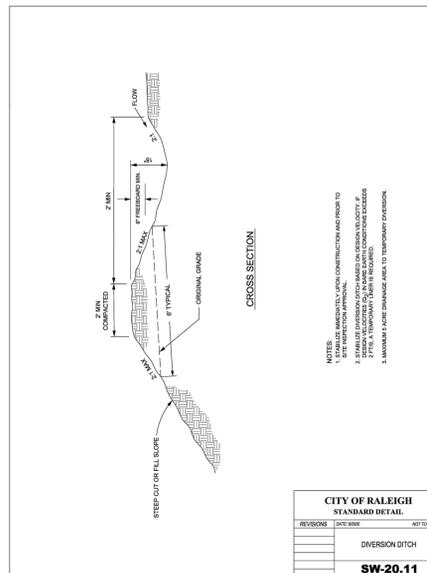 FLOW
2:1
18"
2' MIN
6" FREEBOARD MIN.
2:1 MAX
6' TYPICAL
ORIGINAL GRADE
2' MIN
COMPACTED
2:1 MAX
STEEP CUT OR FILL SLOPE
CROSS SECTION
NOTES:
1. STABILIZE IMMEDIATELY UPON CONSTRUCTION AND PRIOR TO
SITE INSPECTION APPROVAL.
2. STABILIZE DIVERSION DITCH BASED ON DESIGN VELOCITY. IF
DESIGN VELOCITIES IN BARE EARTH CONDITIONS EXCEEDS
2 FT/S, A TEMPORARY LINER IS REQUIRED.
3. MAXIMUM 5 ACRE DRAINAGE AREA TO TEMPORARY DIVERSION.
CITY OF RALEIGH
STANDARD DETAIL
REVISIONS
DATE:
NOT TO
DIVERSION DITCH
SW-20.11